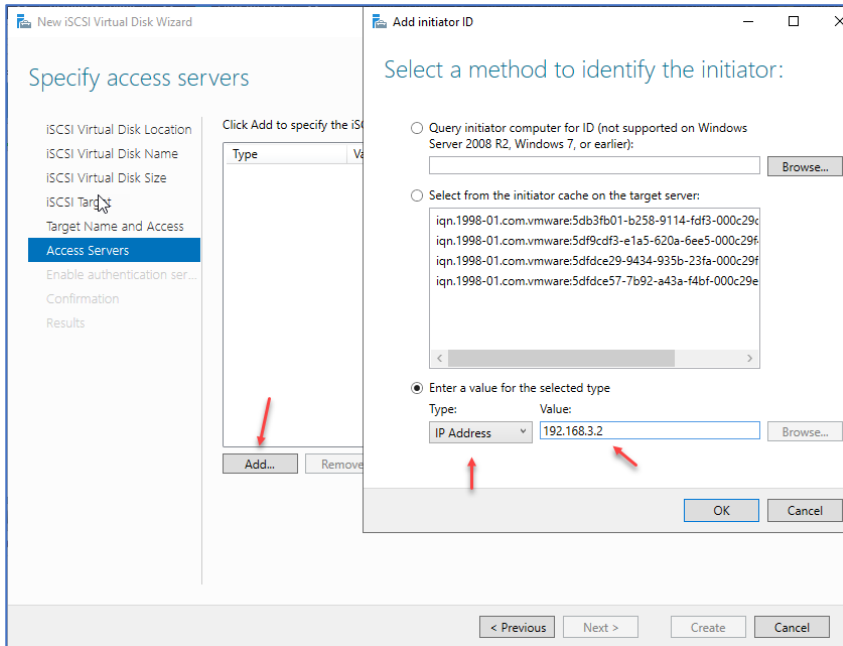 New iSCSI Virtual Disk Wizard
Specify access servers
iSCSI Virtual Disk Location
iSCSI Virtual Disk Name
iSCSI Virtual Disk Size
iSCSI Target
Target Name and Access
Access Servers
Enable authentication ser...
Confirmation
Results
Click Add to specify the iS
Type
Add...
Remove
< Previous
Next >
Create
Cancel
Add initiator ID
Select a method to identify the initiator:
Query initiator computer for ID (not supported on Windows
Server 2008 R2, Windows 7, or earlier):
Browse...
Select from the initiator cache on the target server:
iqn.1998-01.com.vmware:5db3fb01-b258-9114-fdf3-000c29c
iqn.1998-01.com.vmware:5df9cdf3-e1a5-620a-6ee5-000c29f
iqn.1998-01.com.vmware:5dfdce29-9434-935b-23fa-000c29f
iqn.1998-01.com.vmware:5dfdce57-7b92-a43a-f4bf-000c29e
Enter a value for the selected type
Type: Value:
IP Address 192.168.3.2 Browse...
OK
Cancel